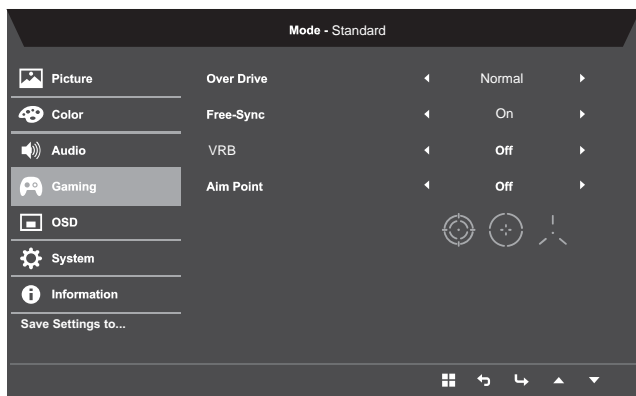 Mode - Standard
Picture
Over Drive Normal
Color
Free-Sync On
Audio
VRB Off
Gaming
Aim Point Off
OSD
System
Information
Save Settings to...